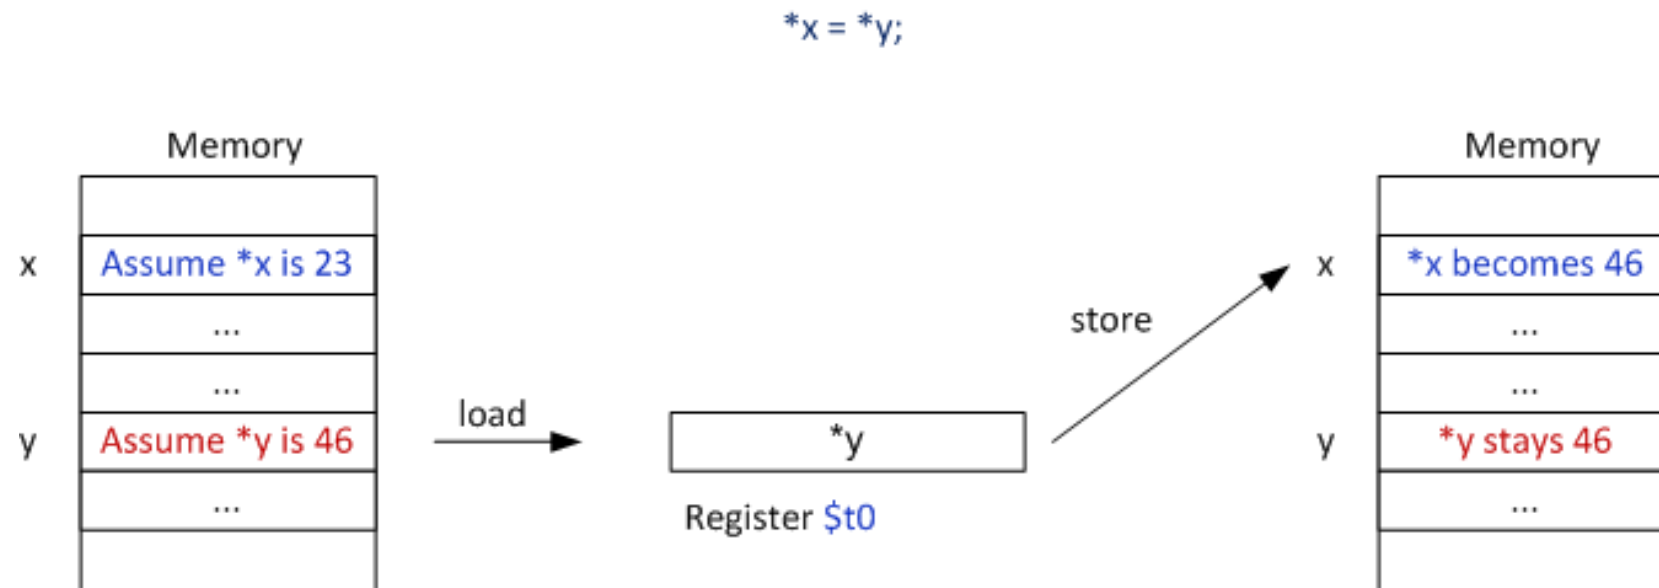 *x = *y;
Memory
Memory
x
Assume *x is 23
x
*x becomes 46
...
...
store
...
...
load
y
Assume *y is 46
*y
y
*y stays 46
...
Register $t0
...